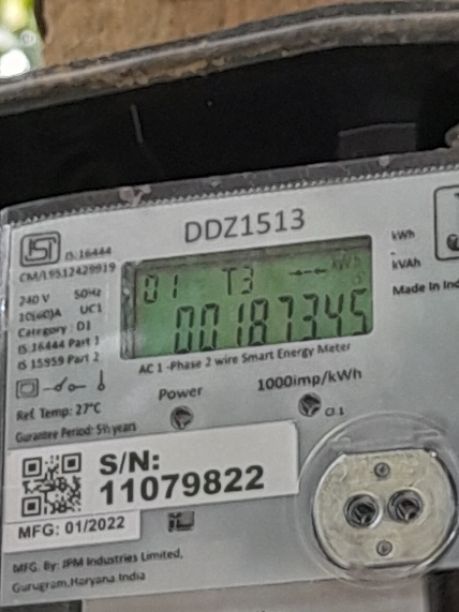 DDZ1513
IS:16444
CM/L9512429919
240 V 50Hz
10(60)A UC1
Category : D1
IS 16444 Part 1
IS 15959 Part 2
Ref. Temp: 27°C
Gurantee Period: 5½ years
01 T3 kWh
00187345
kWh
kVAh
Made in
AC 1 -Phase 2 wire Smart Energy Meter
Power
1000imp/kWh
Cl.1
S/N:
11079822
MFG: 01/2022
MFG. By: JPM Industries Limited,
Gurugram,Haryana India